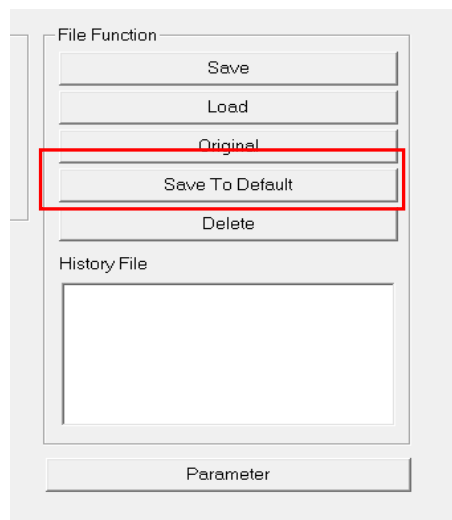 File Function
Save
Load
Original
Save To Default
Delete
History File
Parameter